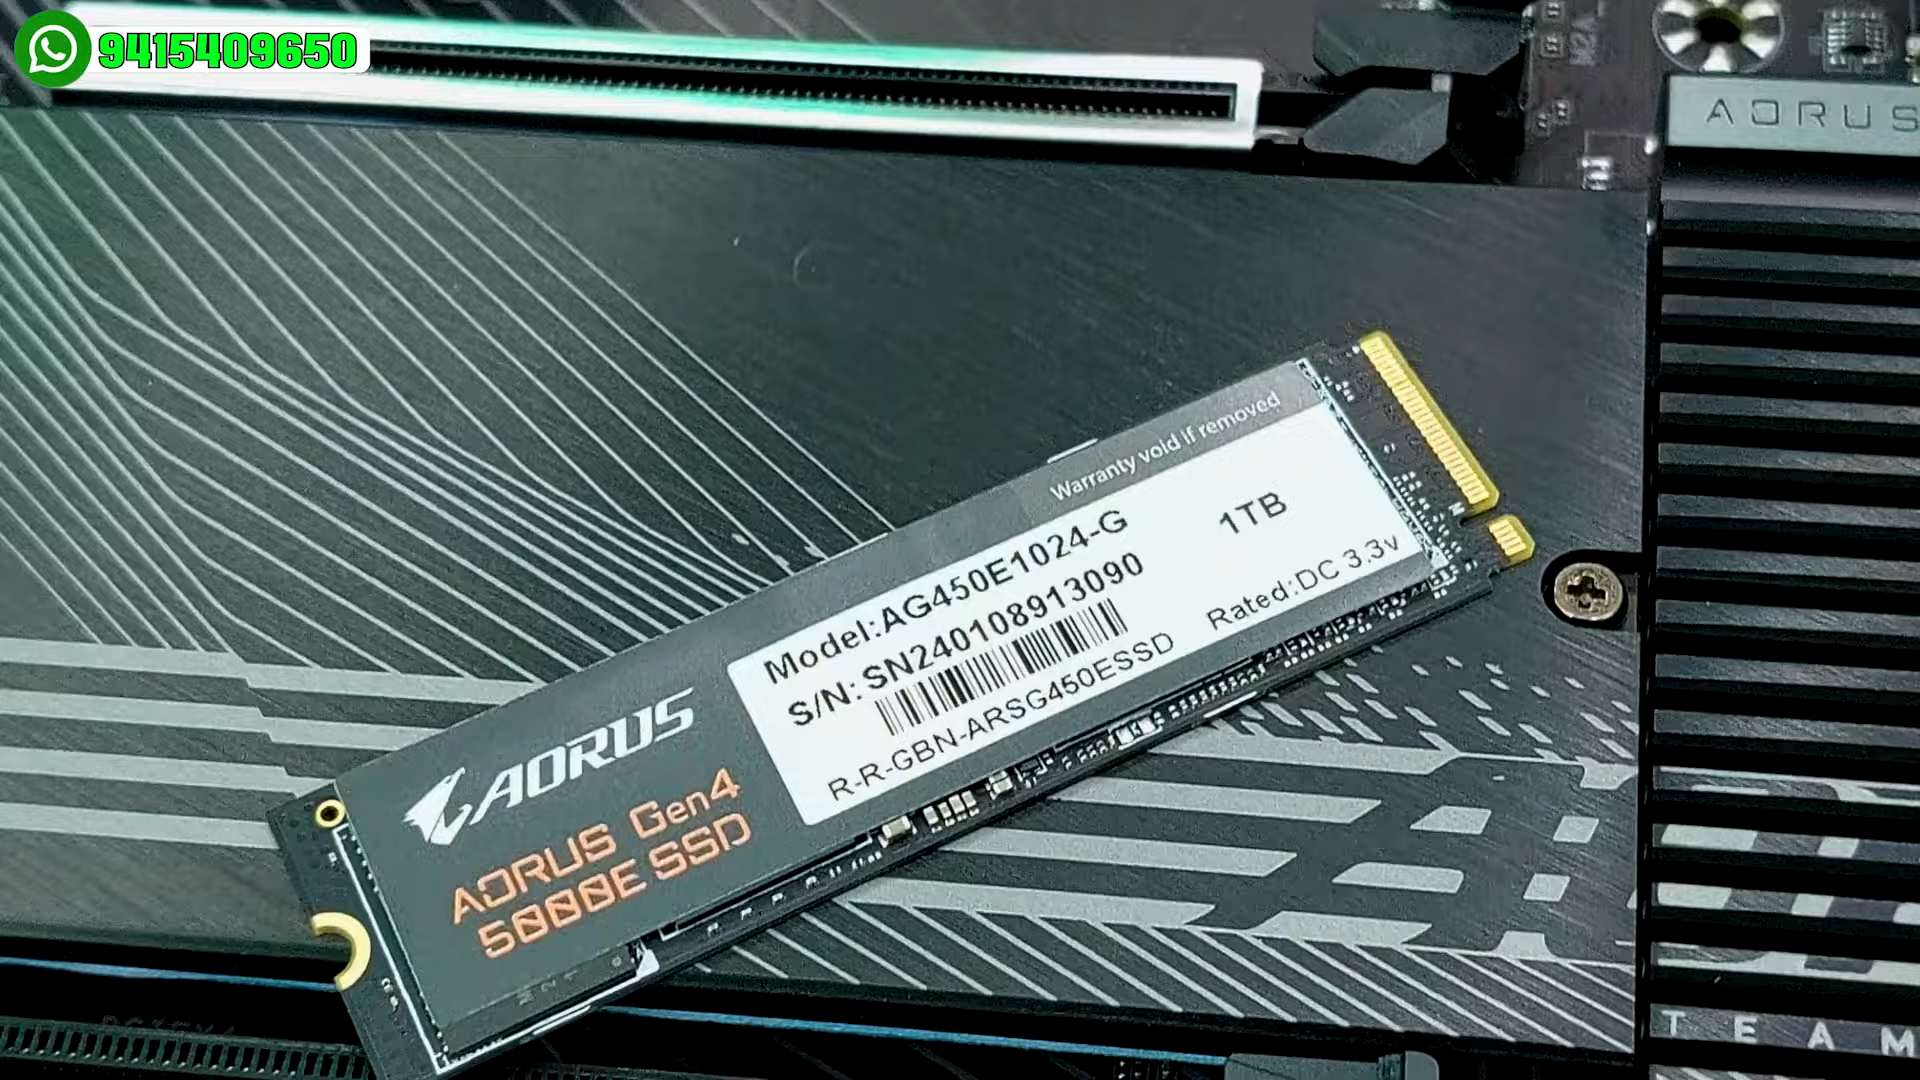 9415409650
M2A
AORUS
Warranty void if removed
Model:AG450E1024-G
1TB
S/N:SN240108913090
Rated:DC 3.3v
R-R-GBN-ARSG450ESSD
AORUS
AORUS Gen4
5000E SSD
TEAM